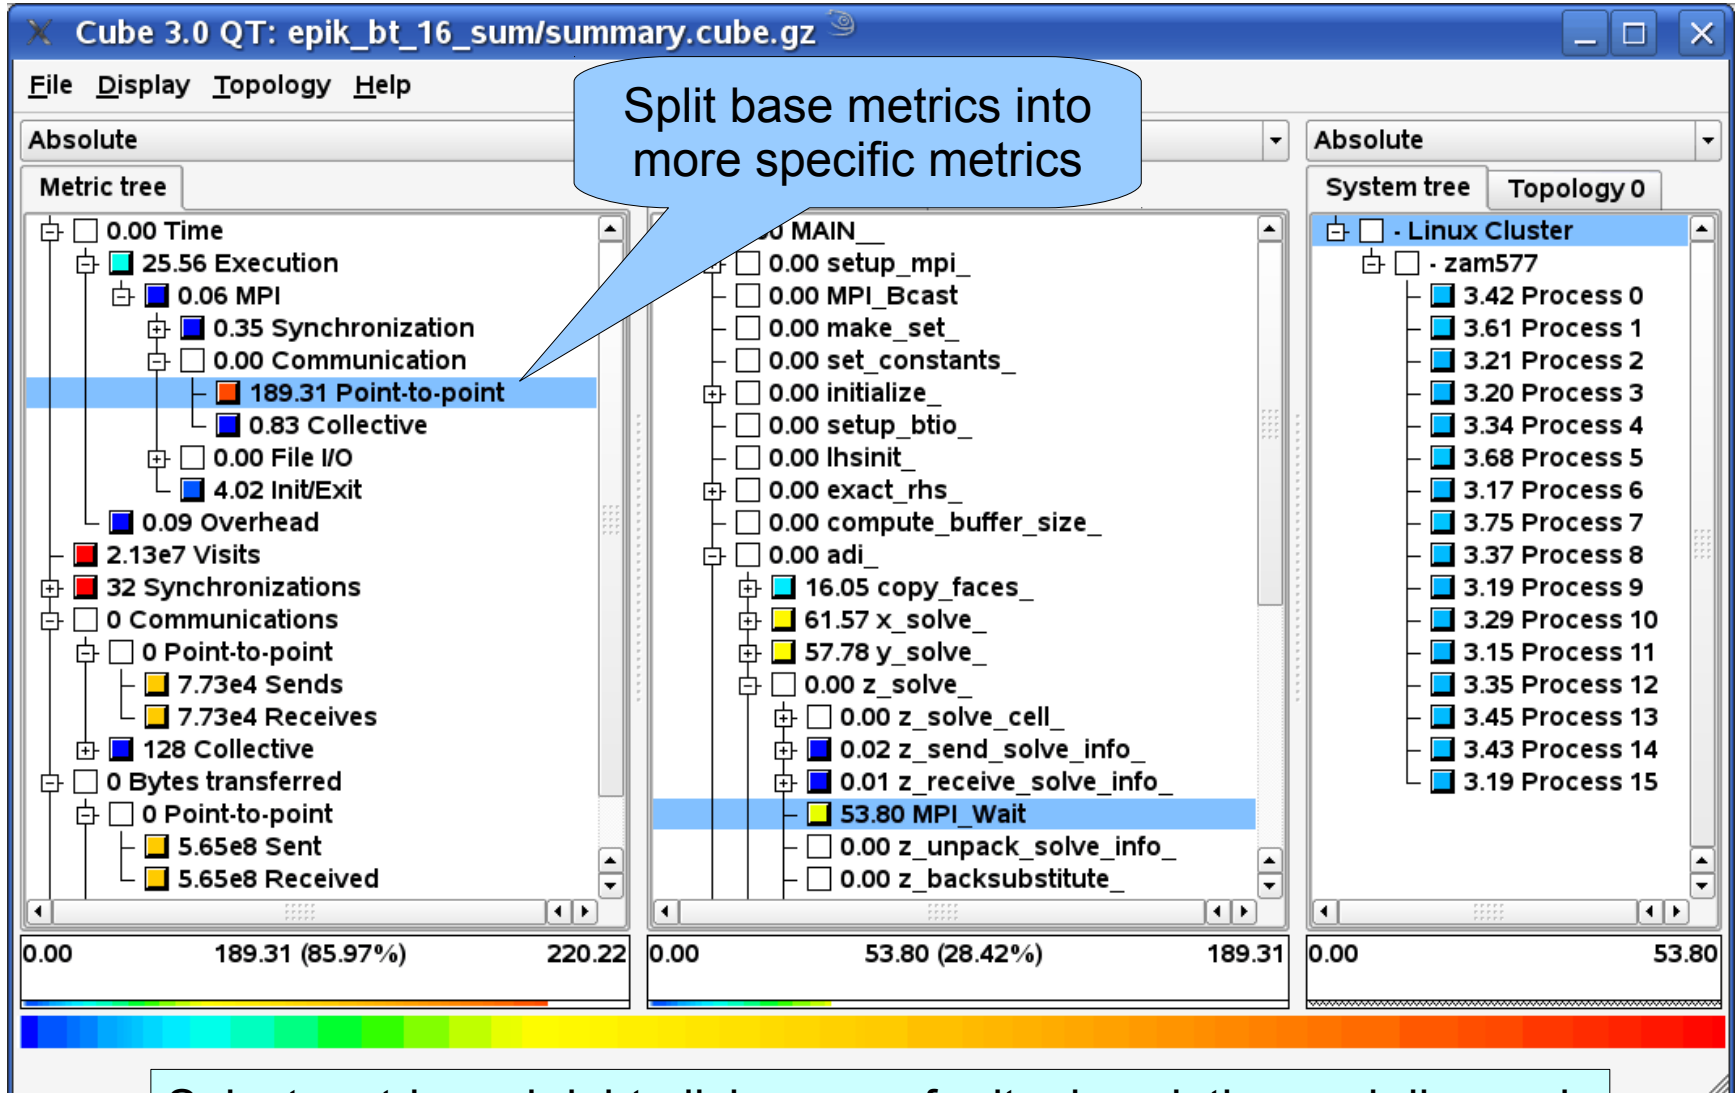 Cube 3.0 QT: epik_bt_16_sum/summary.cube.gz
File Display Topology Help
Split base metrics into
more specific metrics
Absolute
Absolute
Metric tree
System tree
Topology 0
0.00 Time
25.56 Execution
0.06 MPI
0.35 Synchronization
0.00 Communication
189.31 Point-to-point
0.83 Collective
0.00 File I/O
4.02 Init/Exit
0.09 Overhead
2.13e7 Visits
32 Synchronizations
0 Communications
0 Point-to-point
7.73e4 Sends
7.73e4 Receives
128 Collective
0 Bytes transferred
0 Point-to-point
5.65e8 Sent
5.65e8 Received
0.00 189.31 (85.97%) 220.22
MAIN__
0.00 setup_mpi_
0.00 MPI_Bcast
0.00 make_set_
0.00 set_constants_
0.00 initialize_
0.00 setup_btio_
0.00 lhsinit_
0.00 exact_rhs_
0.00 compute_buffer_size_
0.00 adi_
16.05 copy_faces_
61.57 x_solve_
57.78 y_solve_
0.00 z_solve_
0.00 z_solve_cell_
0.02 z_send_solve_info_
0.01 z_receive_solve_info_
53.80 MPI_Wait
0.00 z_unpack_solve_info_
0.00 z_backsubstitute_
0.00 53.80 (28.42%) 189.31
- Linux Cluster
- zam577
3.42 Process 0
3.61 Process 1
3.21 Process 2
3.20 Process 3
3.34 Process 4
3.68 Process 5
3.17 Process 6
3.75 Process 7
3.37 Process 8
3.19 Process 9
3.29 Process 10
3.15 Process 11
3.35 Process 12
3.45 Process 13
3.43 Process 14
3.19 Process 15
0.00 53.80